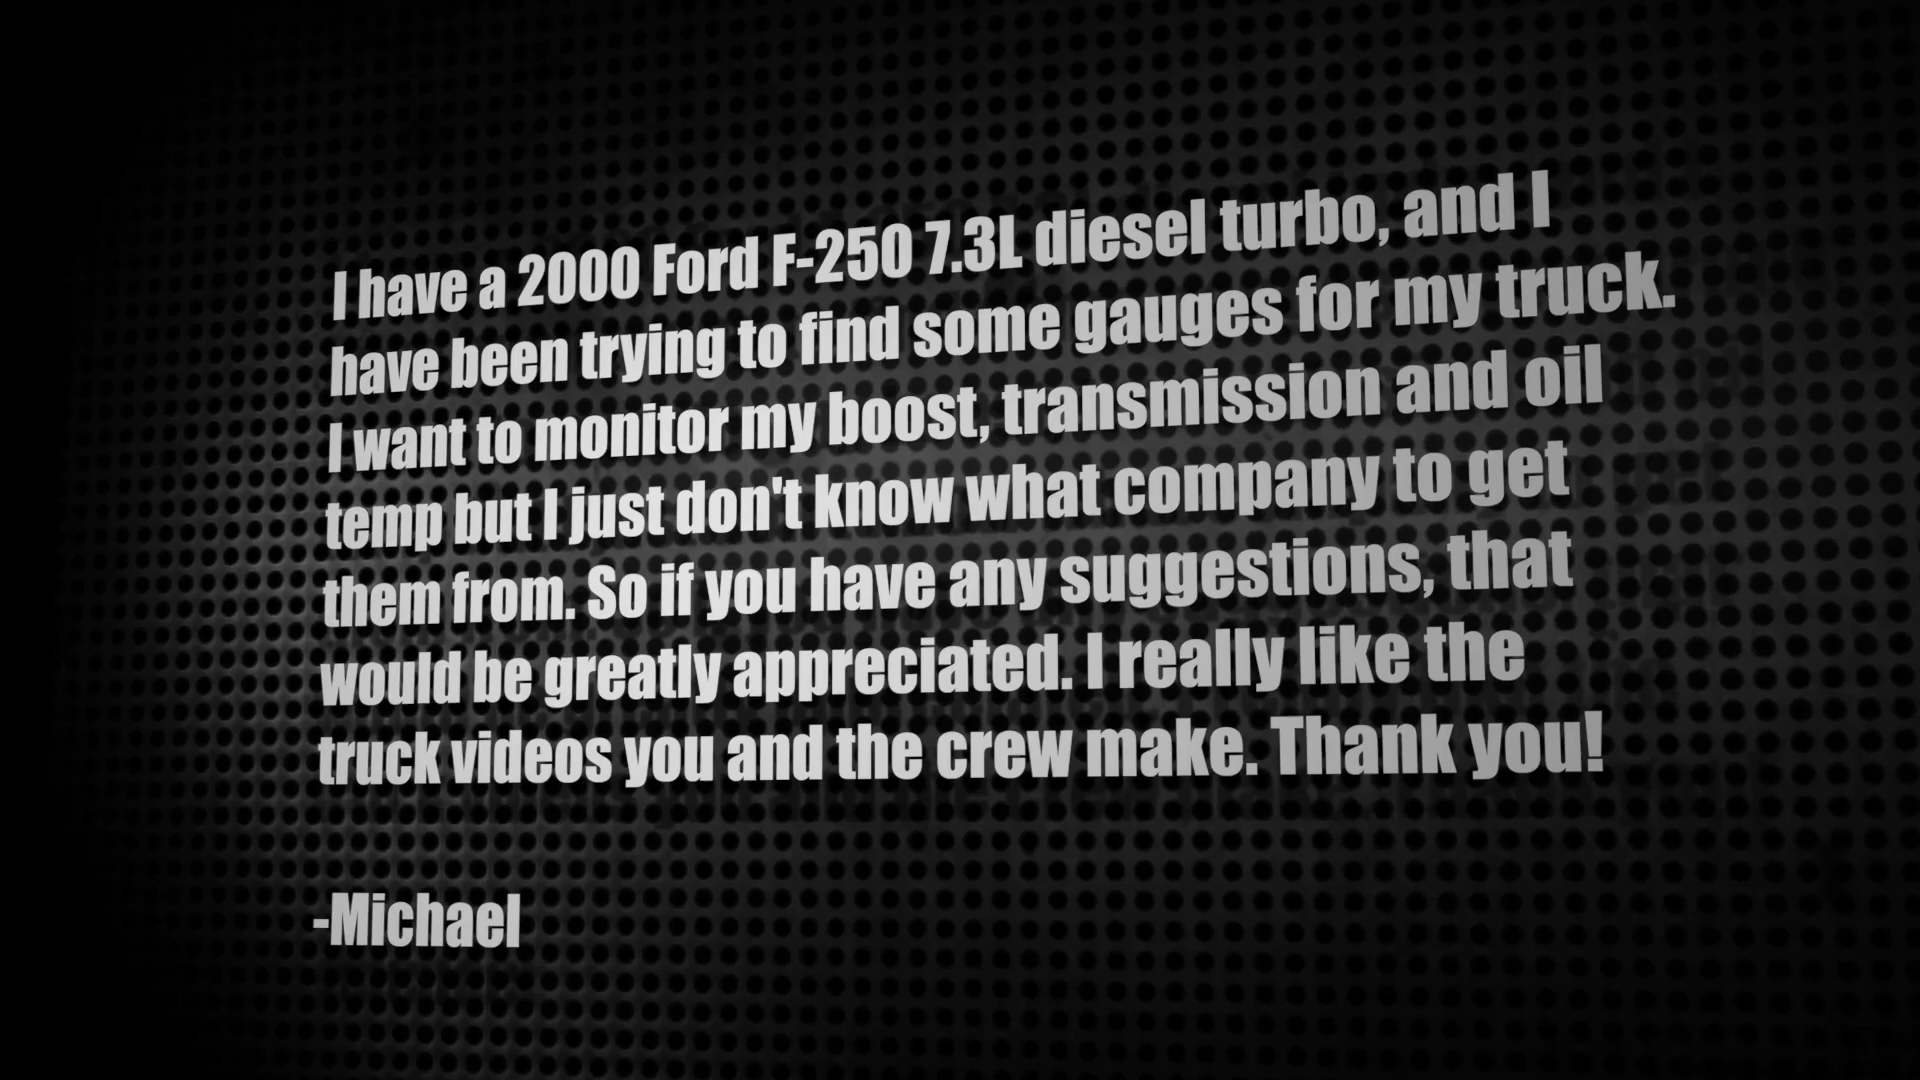 I have a 2000 Ford F-250 7.3L diesel turbo, and I
have been trying to find some gauges for my truck.
I want to monitor my boost, transmission and oil
temp but I just don't know what company to get
them from. So if you have any suggestions, that
would be greatly appreciated. I really like the
truck videos you and the crew make. Thank you!
-Michael